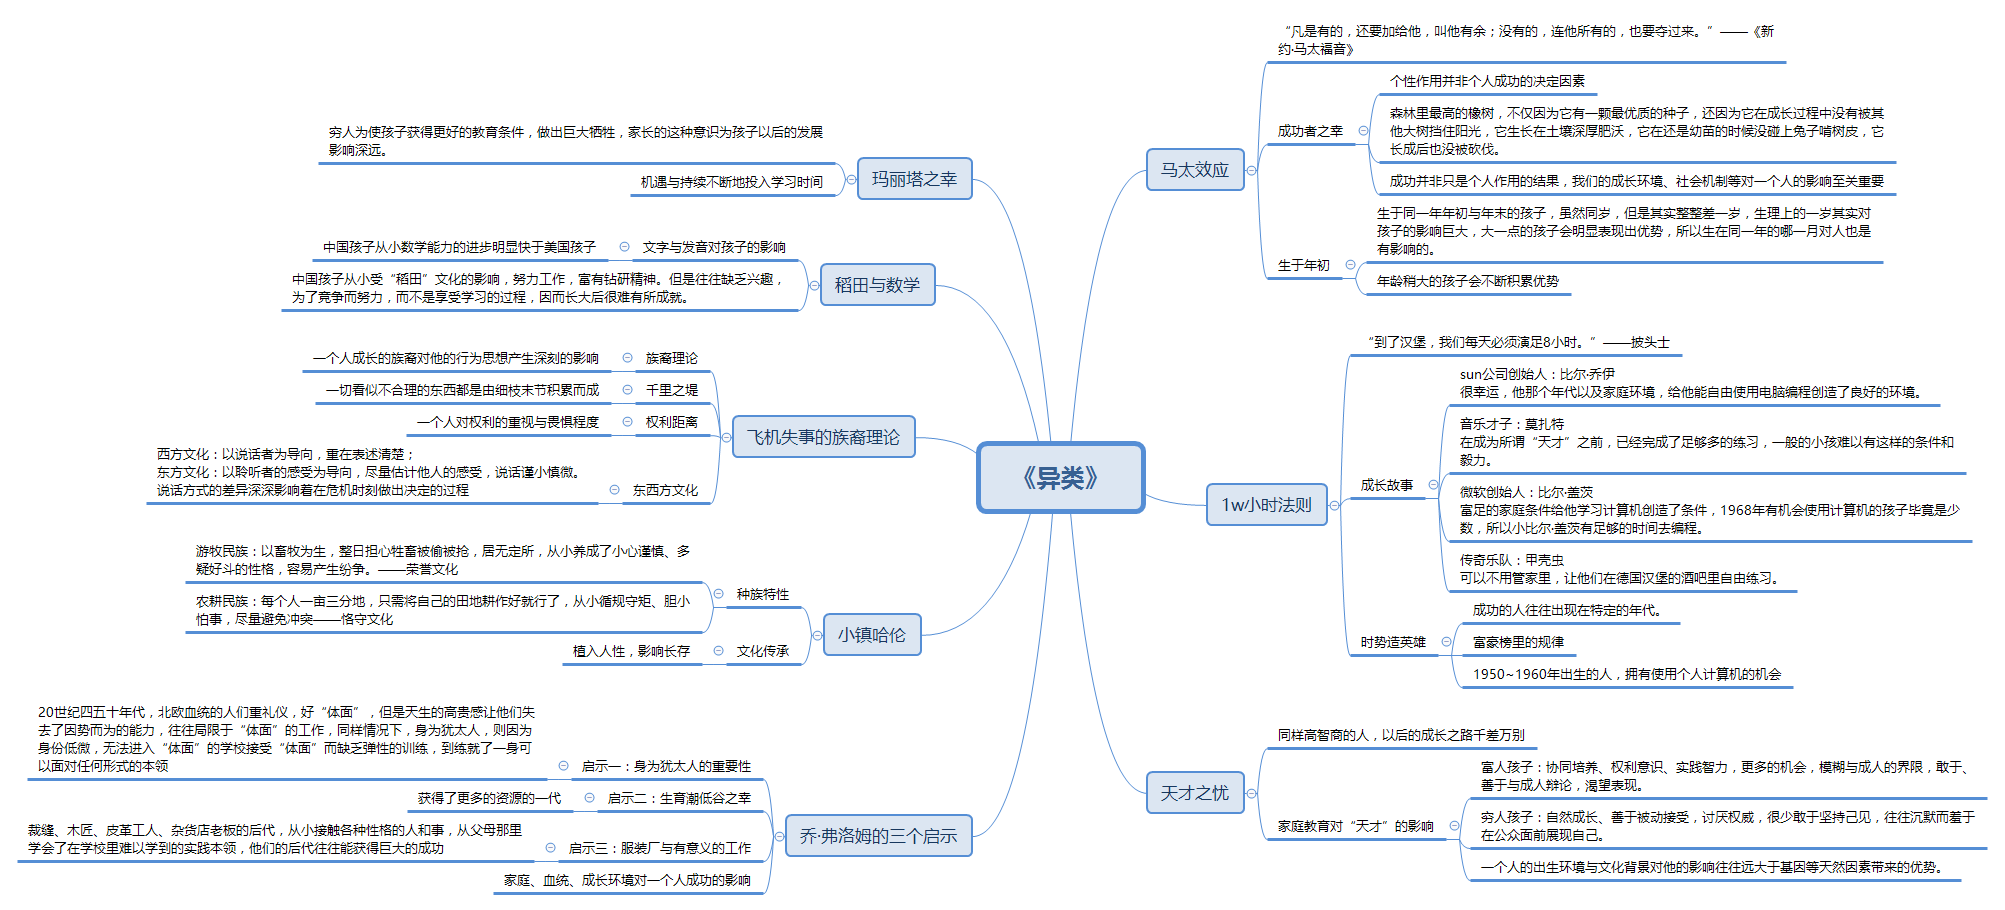 《异类》
马太效应
“凡是有的，还要加给他，叫他有余；没有的，连他所有的，也要夺过来。”——《新
约·马太福音》
成功者之幸
个性作用并非个人成功的决定因素
森林里最高的橡树，不仅因为它有一颗最优质的种子，还因为它在成长过程中没有被其
他大树挡住阳光，它生长在土壤深厚肥沃，它在还是幼苗的时候没碰上兔子啃树皮，它
长成后也没被砍伐。
成功并非只是个人作用的结果，我们的成长环境、社会机制等对一个人的影响至关重要
生于年初
生于同一年年初与年末的孩子，虽然同岁，但是其实整整差一岁，生理上的一岁其实对
孩子的影响巨大，大一点的孩子会明显表现出优势，所以生在同一年的哪一月对人也是
有影响的。
年龄稍大的孩子会不断积累优势
1w小时法则
“到了汉堡，我们每天必须演足8小时。”——披头士
成长故事
sun公司创始人：比尔·乔伊
很幸运，他那个年代以及家庭环境，给他能自由使用电脑编程创造了良好的环境。
音乐才子：莫扎特
在成为所谓“天才”之前，已经完成了足够多的练习，一般的小孩难以有这样的条件和
毅力。
微软创始人：比尔·盖茨
富足的家庭条件给他学习计算机创造了条件，1968年有机会使用计算机的孩子毕竟是少
数，所以小比尔·盖茨有足够的时间去编程。
传奇乐队：甲壳虫
可以不用管家里，让他们在德国汉堡的酒吧里自由练习。
时势造英雄
成功的人往往出现在特定的年代。
富豪榜里的规律
1950~1960年出生的人，拥有使用个人计算机的机会
天才之忧
同样高智商的人，以后的成长之路千差万别
家庭教育对“天才”的影响
富人孩子：协同培养、权利意识、实践智力，更多的机会，模糊与成人的界限，敢于、
善于与成人辩论，渴望表现。
穷人孩子：自然成长、善于被动接受，讨厌权威，很少敢于坚持己见，往往沉默而羞于
在公众面前展现自己。
一个人的出生环境与文化背景对他的影响往往远大于基因等天然因素带来的优势。
玛丽塔之幸
穷人为使孩子获得更好的教育条件，做出巨大牺牲，家长的这种意识为孩子以后的发展
影响深远。
机遇与持续不断地投入学习时间
稻田与数学
文字与发音对孩子的影响
中国孩子从小数学能力的进步明显快于美国孩子
中国孩子从小受“稻田”文化的影响，努力工作，富有钻研精神。但是往往缺乏兴趣，
为了竞争而努力，而不是享受学习的过程，因而长大后很难有所成就。
飞机失事的族裔理论
族裔理论
一个人成长的族裔对他的行为思想产生深刻的影响
千里之堤
一切看似不合理的东西都是由细枝末节积累而成
权利距离
一个人对权利的重视与畏惧程度
东西方文化
西方文化：以说话者为导向，重在表述清楚；
东方文化：以聆听者的感受为导向，尽量估计他人的感受，说话谨小慎微。
说话方式的差异深深影响着在危机时刻做出决定的过程
小镇哈伦
种族特性
游牧民族：以畜牧为生，整日担心牲畜被偷被抢，居无定所，从小养成了小心谨慎、多
疑好斗的性格，容易产生纷争。——荣誉文化
农耕民族：每个人一亩三分地，只需将自己的田地耕作好就行了，从小循规守矩、胆小
怕事，尽量避免冲突——恪守文化
文化传承
植入人性，影响长存
乔·弗洛姆的三个启示
启示一：身为犹太人的重要性
20世纪四五十年代，北欧血统的人们重礼仪，好“体面”，但是天生的高贵感让他们失
去了因势而为的能力，往往局限于“体面”的工作，同样情况下，身为犹太人，则因为
身份低微，无法进入“体面”的学校接受“体面”而缺乏弹性的训练，到练就了一身可
以面对任何形式的本领
启示二：生育潮低谷之幸
获得了更多的资源的一代
启示三：服装厂与有意义的工作
裁缝、木匠、皮革工人、杂货店老板的后代，从小接触各种性格的人和事，从父母那里
学会了在学校里难以学到的实践本领，他们的后代往往能获得巨大的成功
家庭、血统、成长环境对一个人成功的影响